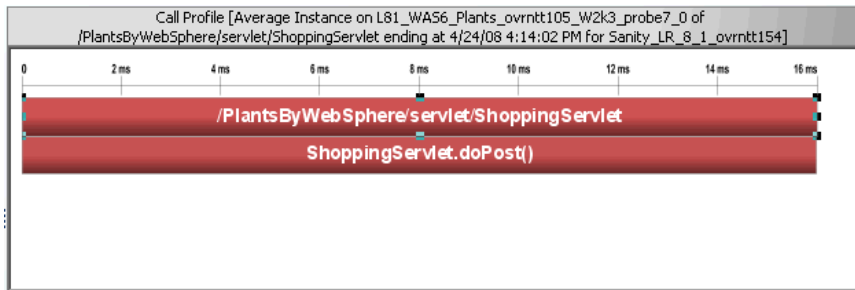 Call Profile [Average Instance on L81_WAS6_Plants_ovrntt105_W2k3_probe7_0 of
/PlantsByWebSphere/servlet/ShoppingServlet ending at 4/24/08 4:14:02 PM for Sanity_LR_8_1_ovrntt154]
0 2 ms 4 ms 6 ms 8 ms 10 ms 12 ms 14 ms 16 ms
/PlantsByWebSphere/servlet/ShoppingServlet
ShoppingServlet.doPost()